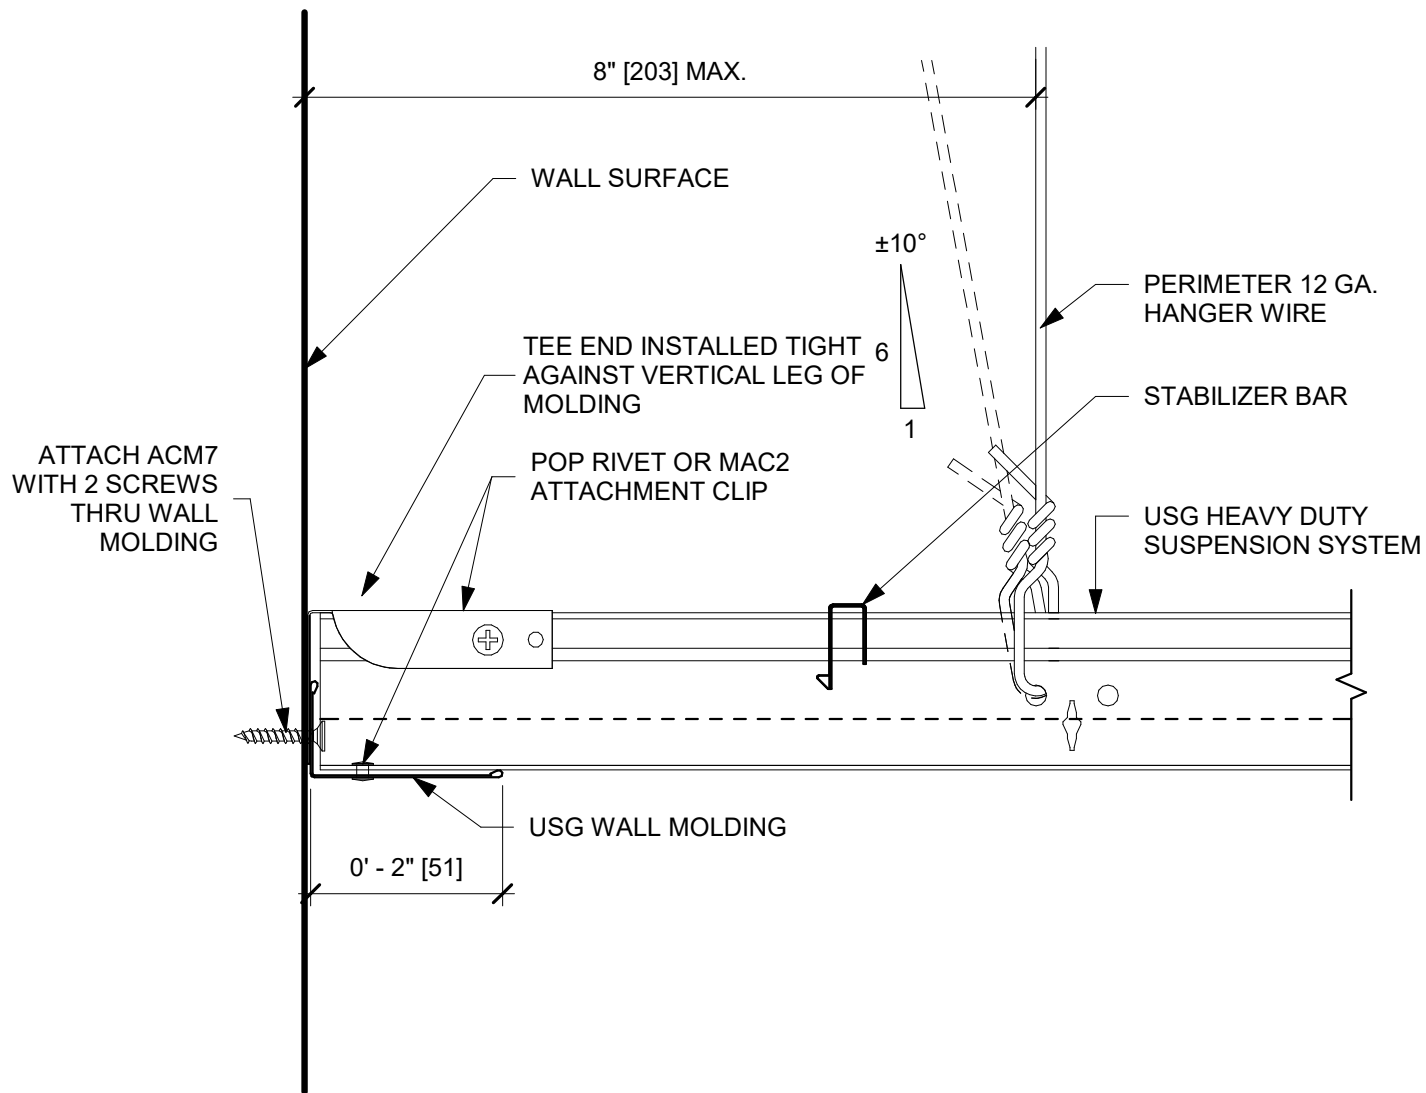 8" [203] MAX.
WALL SURFACE
±10°
6
1
PERIMETER 12 GA.
HANGER WIRE
TEE END INSTALLED TIGHT
AGAINST VERTICAL LEG OF
MOLDING
STABILIZER BAR
ATTACH ACM7
WITH 2 SCREWS
THRU WALL
MOLDING
POP RIVET OR MAC2
ATTACHMENT CLIP
USG HEAVY DUTY
SUSPENSION SYSTEM
USG WALL MOLDING
0' - 2" [51]